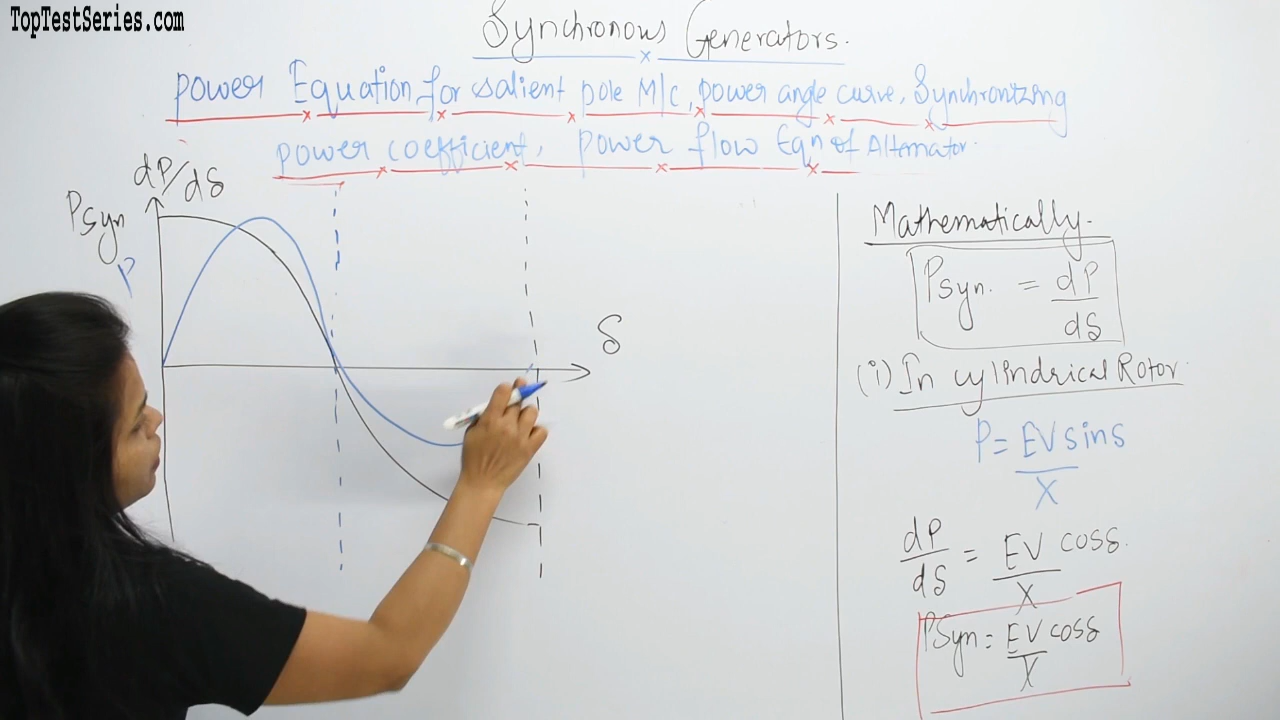 TopTestSeries.com
Synchronous Generators.
power Equation for salient pole M/c, power angle curve, Synchronizing
power coefficient, power flow Eqn of Alternator.
dP/dδ
Psyn
P
δ
Mathematically.
Psyn. = dP/dδ
(i) In cylindrical Rotor.
P = EV sinδ / X
dP/dδ = EV/X cosδ.
Psyn = EV/X cosδ